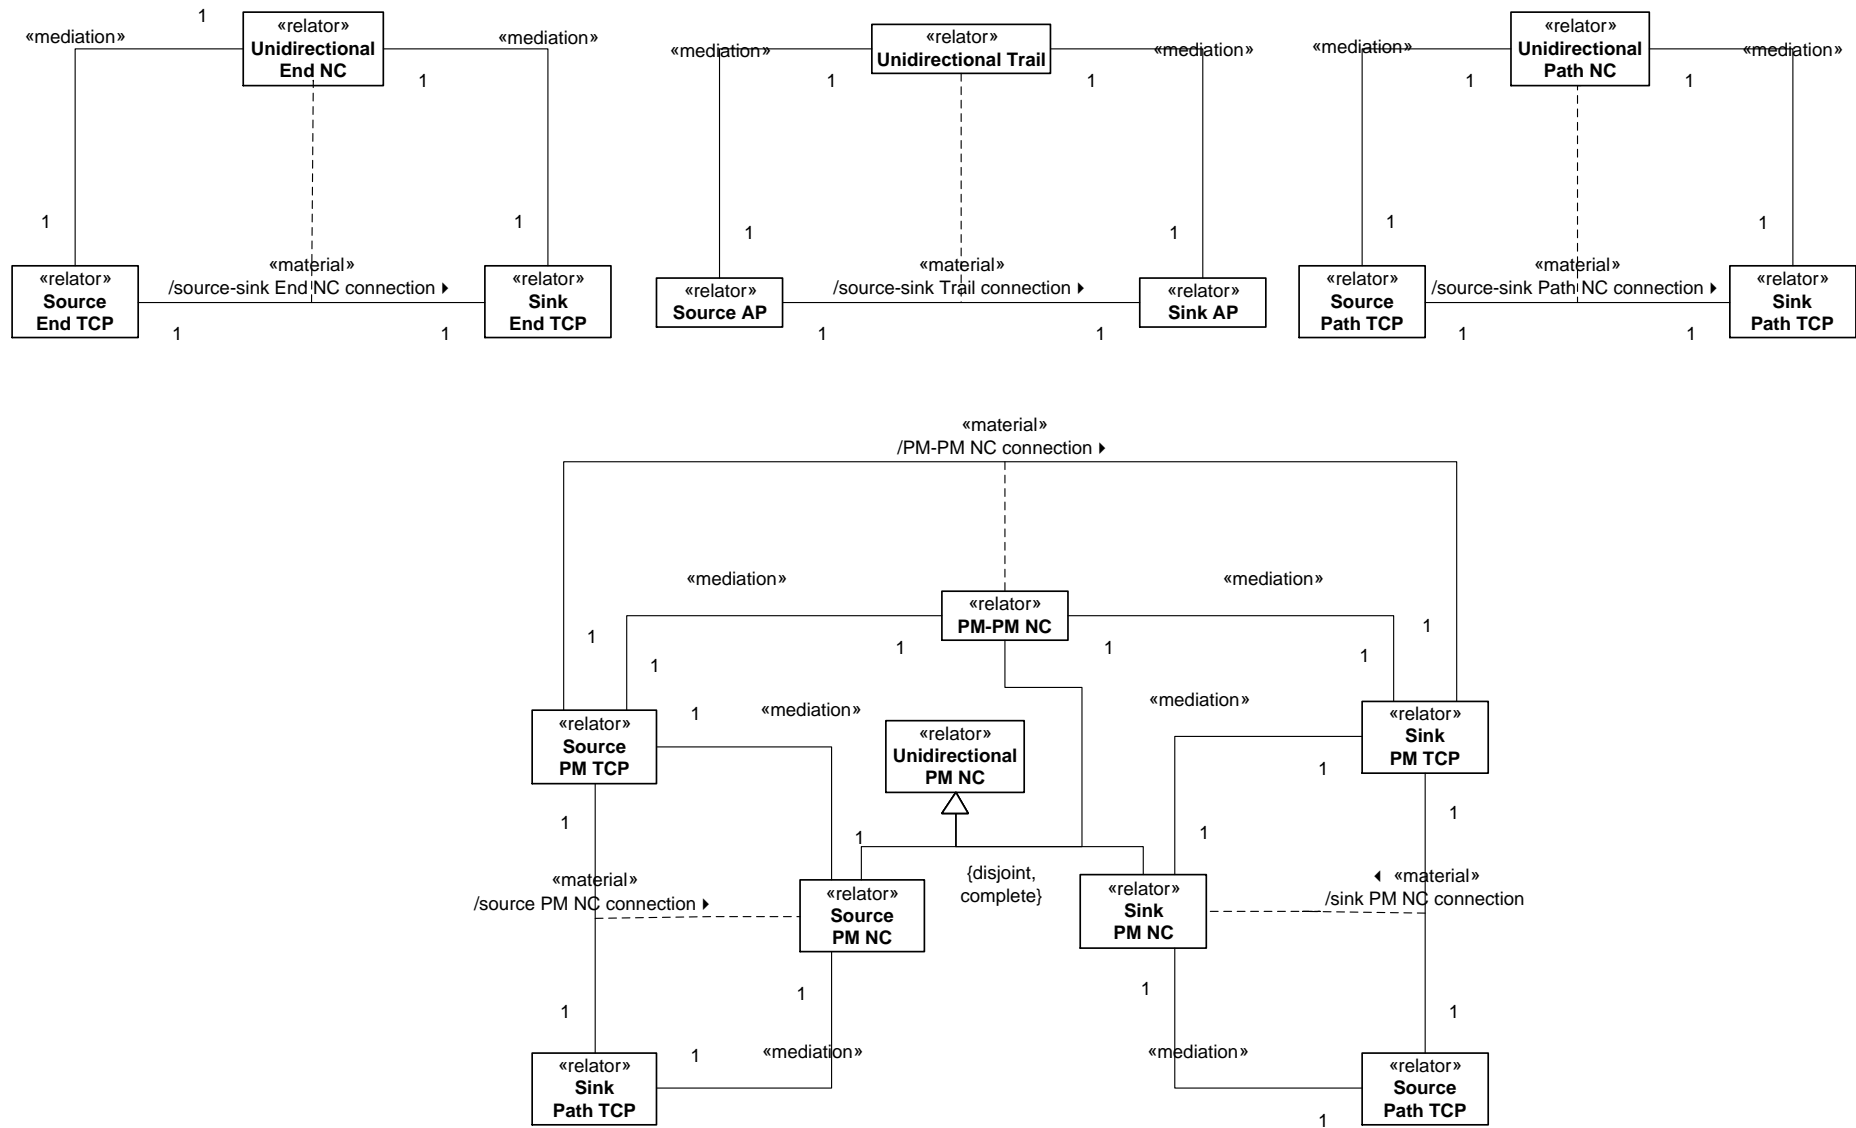 1
«relator»
Unidirectional
End NC
«mediation»
«mediation»
1
1
1
«material»
/source-sink End NC connection ▶
«relator»
Source
End TCP
«relator»
Sink
End TCP
1
1
«relator»
Unidirectional Trail
«mediation»
«mediation»
1
1
1
1
«material»
/source-sink Trail connection ▶
«relator»
Source AP
«relator»
Sink AP
1
1
«relator»
Unidirectional
Path NC
«mediation»
«mediation»
1
1
1
1
«material»
/source-sink Path NC connection ▶
«relator»
Source
Path TCP
«relator»
Sink
Path TCP
1
1
«material»
/PM-PM NC connection ▶
«mediation»
«mediation»
«relator»
PM-PM NC
1
1
1
1
1
1
«relator»
Source
PM TCP
1
«mediation»
«relator»
Unidirectional
PM NC
«mediation»
«relator»
Sink
PM TCP
1
1
1
1
1
{disjoint,
complete}
«material»
/source PM NC connection ▶
«relator»
Source
PM NC
«relator»
Sink
PM NC
◀ «material»
/sink PM NC connection
1
1
1
1
1
«mediation»
«mediation»
«relator»
Sink
Path TCP
«relator»
Source
Path TCP
1